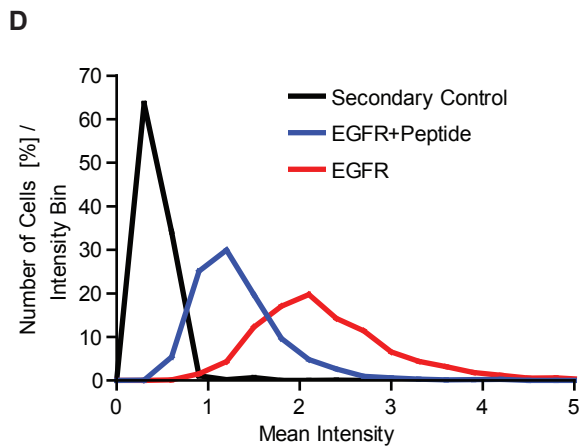 D
Number of Cells [%] /
Intensity Bin
70
60
50
40
30
20
10
0
Secondary Control
EGFR+Peptide
EGFR
0 1 2 3 4 5
Mean Intensity